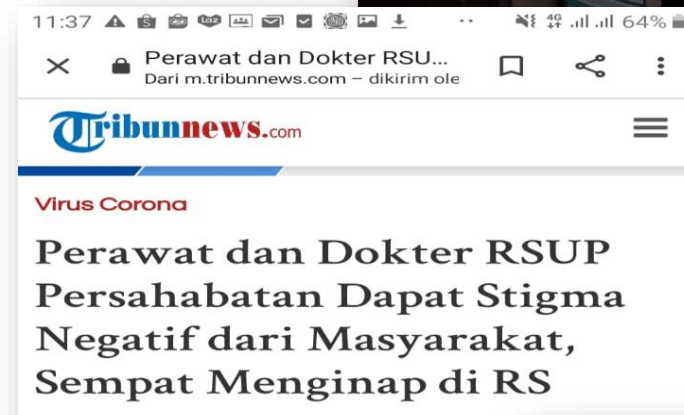 11:37 64%
Perawat dan Dokter RSU...
Dari m.tribunnews.com – dikirim ole
Tribunnews.com
Virus Corona
Perawat dan Dokter RSUP
Persahabatan Dapat Stigma
Negatif dari Masyarakat,
Sempat Menginap di RS